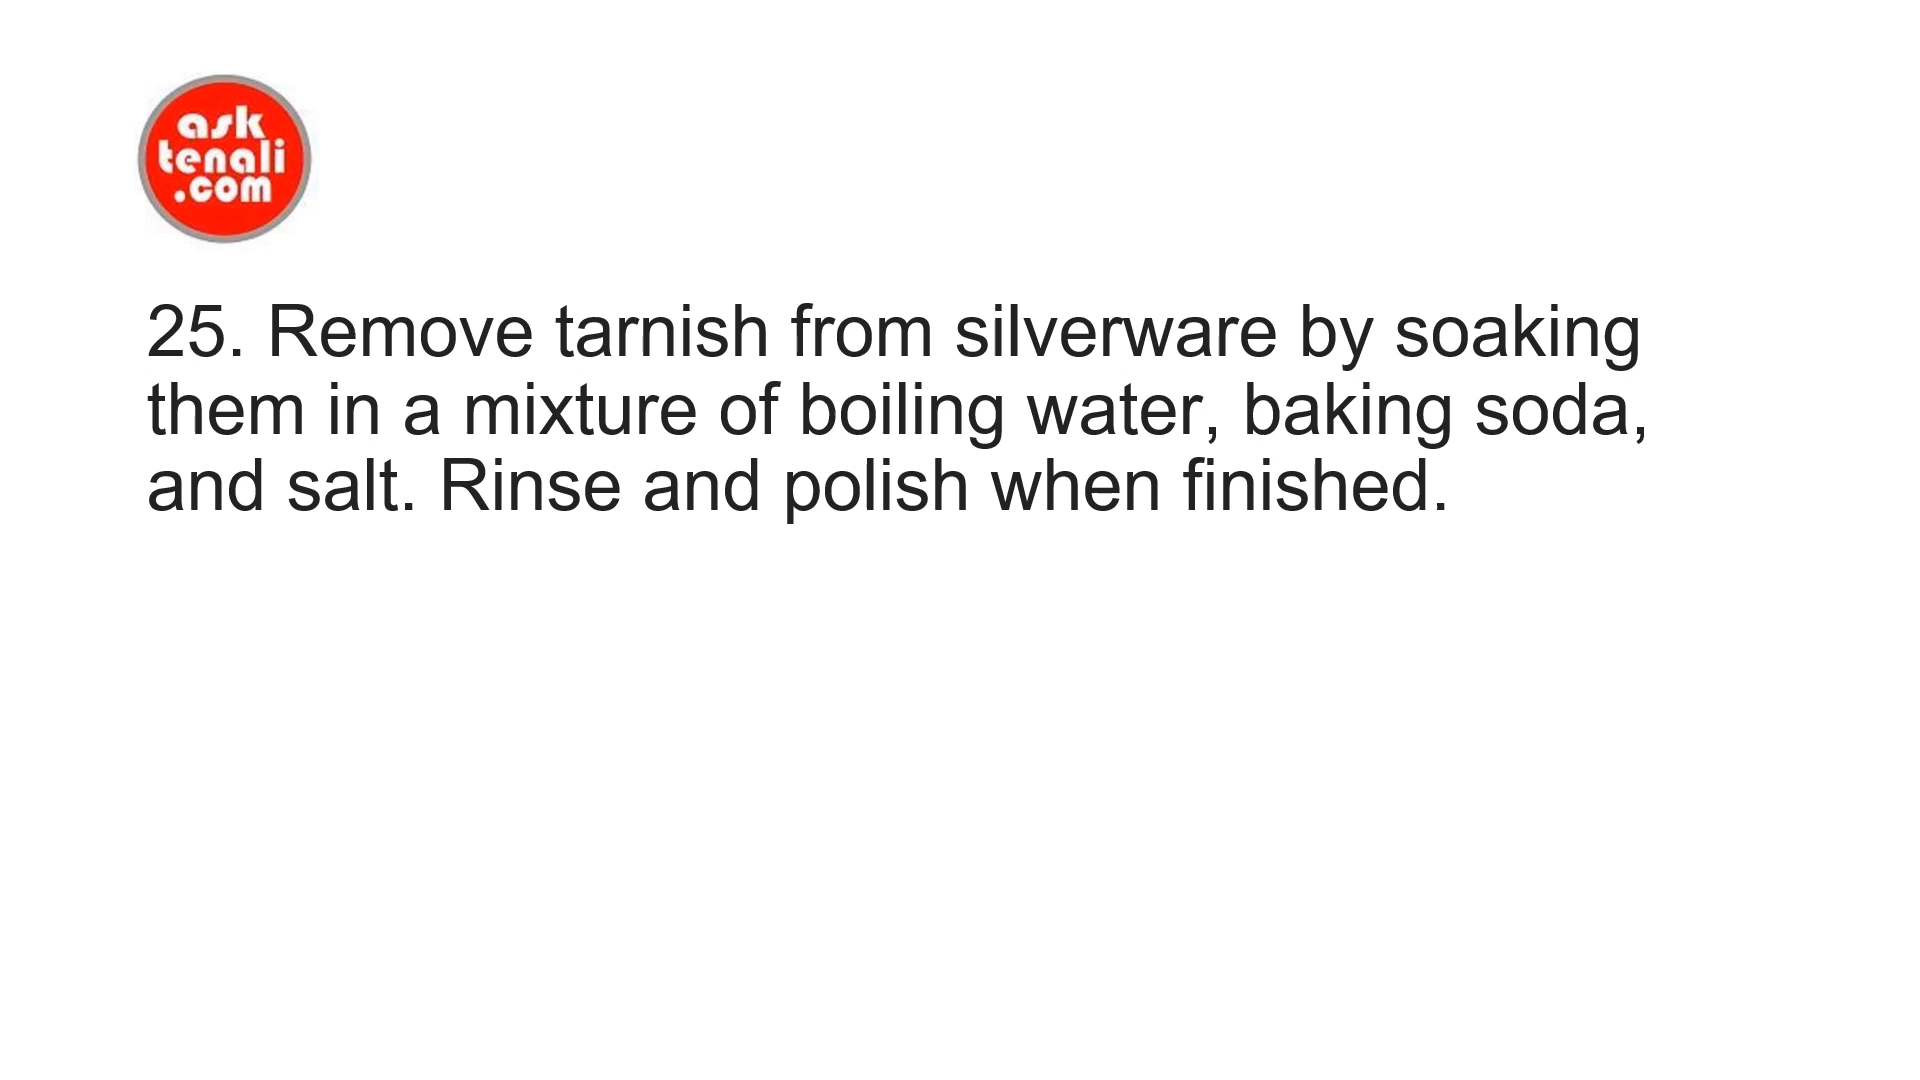 ask
tenali
.com
25. Remove tarnish from silverware by soaking
them in a mixture of boiling water, baking soda,
and salt. Rinse and polish when finished.